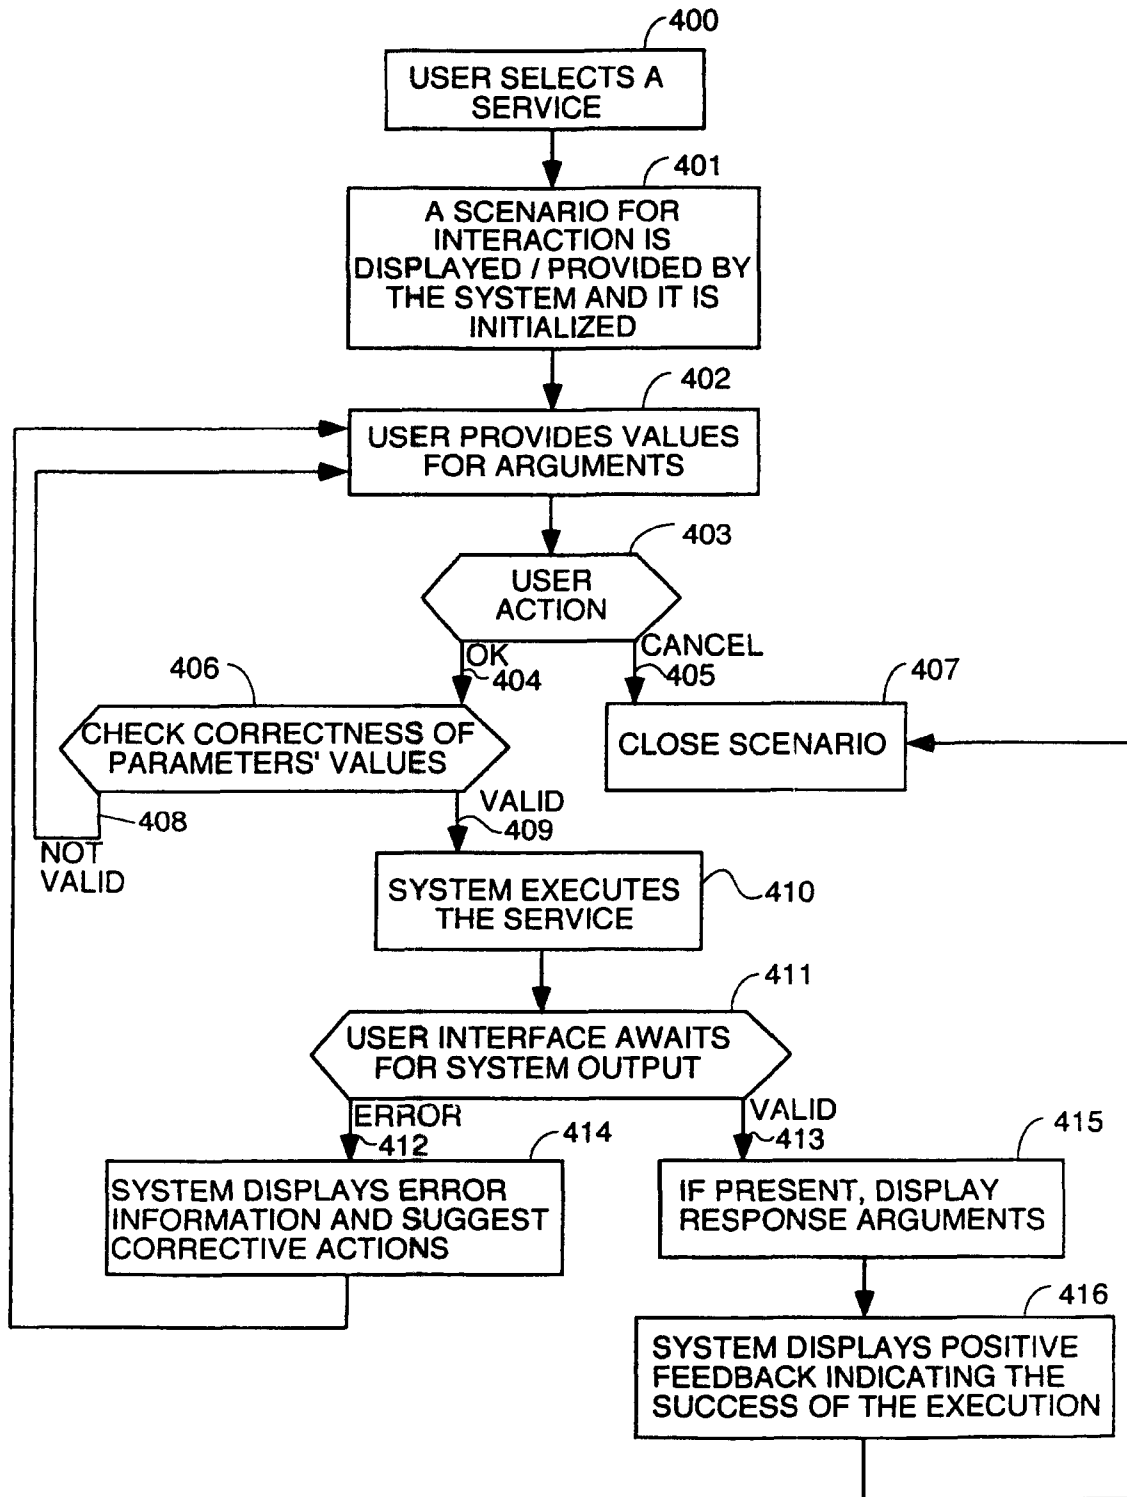 400
USER SELECTS A
SERVICE
401
A SCENARIO FOR
INTERACTION IS
DISPLAYED / PROVIDED BY
THE SYSTEM AND IT IS
INITIALIZED
402
USER PROVIDES VALUES
FOR ARGUMENTS
403
USER
ACTION
OK
404
CANCEL
405
406
CHECK CORRECTNESS OF
PARAMETERS' VALUES
407
CLOSE SCENARIO
408
NOT
VALID
VALID
409
SYSTEM EXECUTES
THE SERVICE
410
411
USER INTERFACE AWAITS
FOR SYSTEM OUTPUT
ERROR
412
VALID
413
414
SYSTEM DISPLAYS ERROR
INFORMATION AND SUGGEST
CORRECTIVE ACTIONS
415
IF PRESENT, DISPLAY
RESPONSE ARGUMENTS
416
SYSTEM DISPLAYS POSITIVE
FEEDBACK INDICATING THE
SUCCESS OF THE EXECUTION